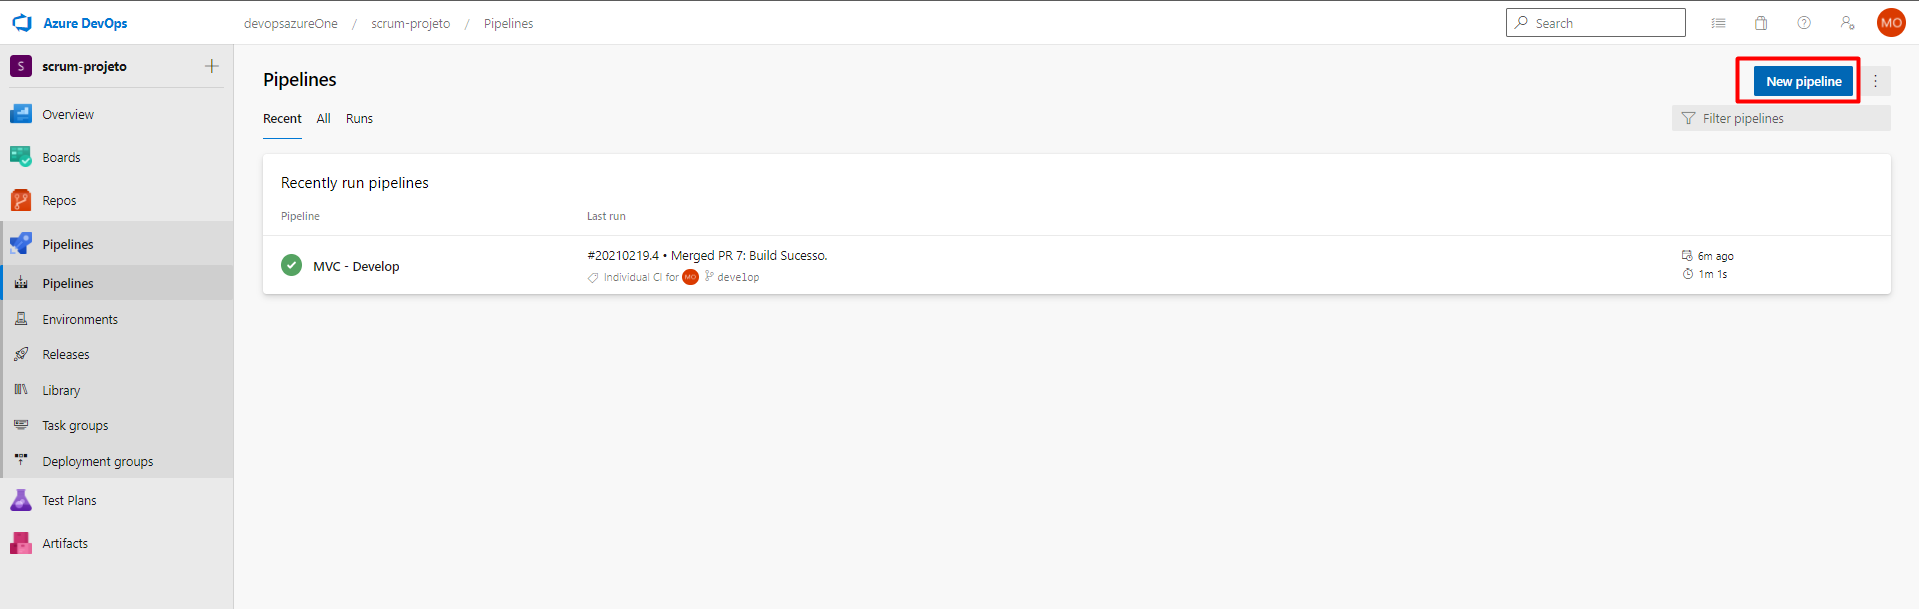 Azure DevOps
devopsazureOne / scrum-projeto / Pipelines
Search
MO
S scrum-projeto
Overview
Boards
Repos
Pipelines
Pipelines
Environments
Releases
Library
Task groups
Deployment groups
Test Plans
Artifacts
Pipelines
New pipeline
Recent All Runs
Filter pipelines
Recently run pipelines
Pipeline Last run
MVC - Develop
#20210219.4 • Merged PR 7: Build Sucesso.
Individual CI for MO develop
6m ago
1m 1s